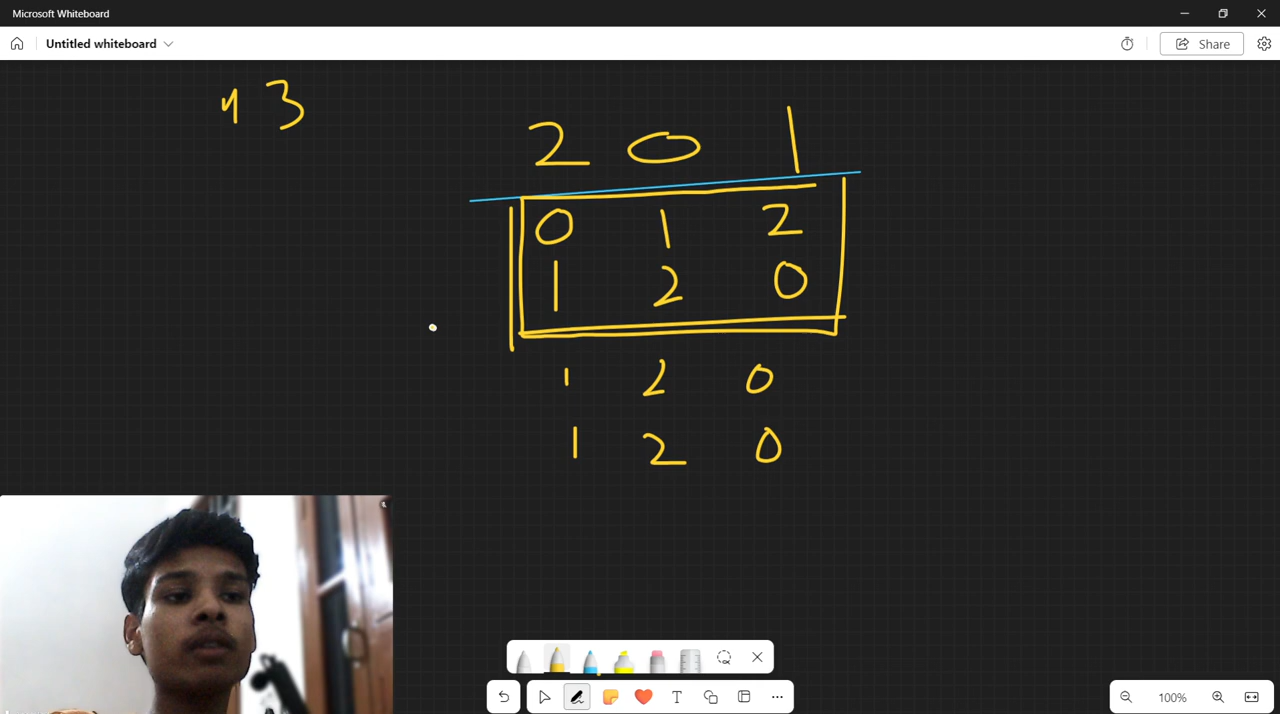 Microsoft Whiteboard
Untitled whiteboard
Share
4 3
2 0 1
0 1 2
1 2 0
1 2 0
1 2 0
100%